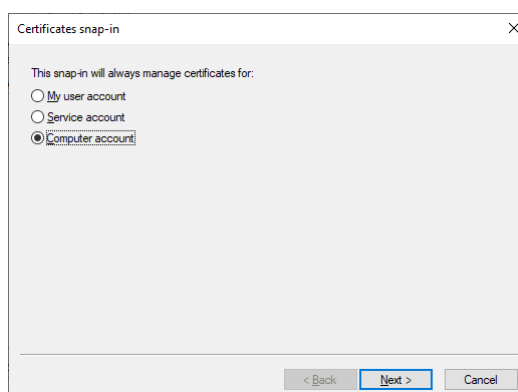 Certificates snap-in
This snap-in will always manage certificates for:
My user account
Service account
Computer account
< Back
Next >
Cancel